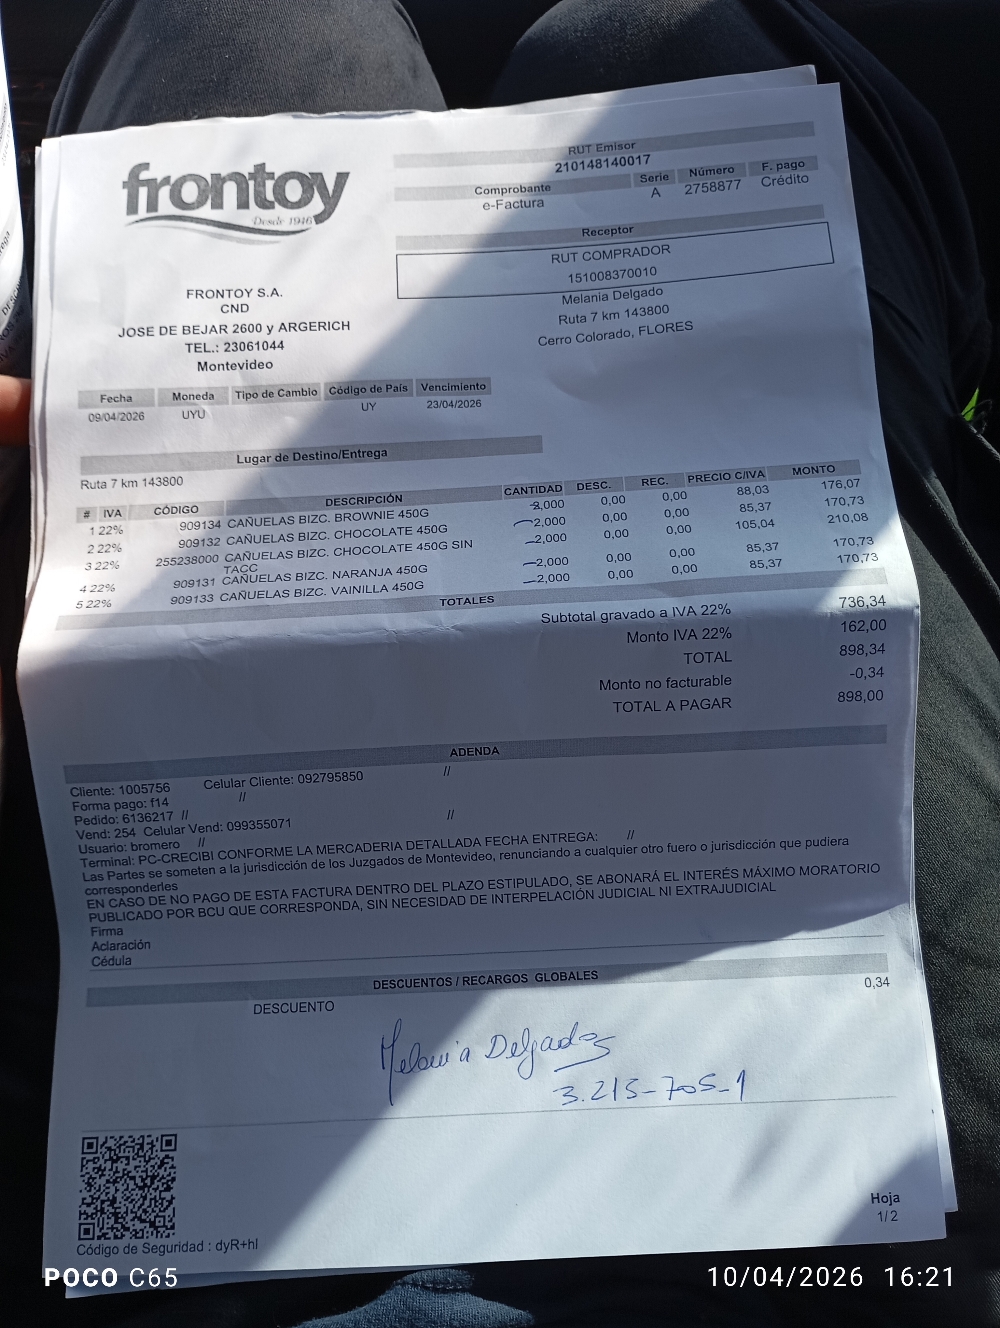 frontoy
Desde 1946
RUT Emisor
210148140017
Comprobante Serie Número F. pago
e-Factura A 2758877 Crédito
Receptor
RUT COMPRADOR
151008370010
Melania Delgado
Ruta 7 km 143800
Cerro Colorado, FLORES
FRONTOY S.A.
CND
JOSE DE BEJAR 2600 y ARGERICH
TEL.: 23061044
Montevideo
Fecha Moneda Tipo de Cambio Código de País Vencimiento
09/04/2026 UYU UY 23/04/2026
Lugar de Destino/Entrega
Ruta 7 km 143800
# IVA CÓDIGO DESCRIPCIÓN CANTIDAD DESC. REC. PRECIO C/IVA MONTO
1 22% 909134 CAÑUELAS BIZC. BROWNIE 450G 2,000 0,00 0,00 88,03 176,07
2 22% 909132 CAÑUELAS BIZC. CHOCOLATE 450G 2,000 0,00 0,00 85,37 170,73
3 22% 255238000 CAÑUELAS BIZC. CHOCOLATE 450G SIN 2,000 0,00 0,00 105,04 210,08
TACC
4 22% 909131 CAÑUELAS BIZC. NARANJA 450G 2,000 0,00 0,00 85,37 170,73
5 22% 909133 CAÑUELAS BIZC. VAINILLA 450G 2,000 0,00 0,00 85,37 170,73
TOTALES
Subtotal gravado a IVA 22% 736,34
Monto IVA 22% 162,00
TOTAL 898,34
Monto no facturable -0,34
TOTAL A PAGAR 898,00
ADENDA
Cliente: 1005756 Celular Cliente: 092795850 //
Forma pago: f14 //
Pedido: 6136217 //
Vend: 254 Celular Vend: 099355071 //
Usuario: bromero //
Terminal: PC-CRECIBI CONFORME LA MERCADERIA DETALLADA FECHA ENTREGA: //
Las Partes se someten a la jurisdicción de los Juzgados de Montevideo, renunciando a cualquier otro fuero o jurisdicción que pudiera
corresponderles
EN CASO DE NO PAGO DE ESTA FACTURA DENTRO DEL PLAZO ESTIPULADO, SE ABONARÁ EL INTERÉS MÁXIMO MORATORIO
PUBLICADO POR BCU QUE CORRESPONDA, SIN NECESIDAD DE INTERPELACIÓN JUDICIAL NI EXTRAJUDICIAL
Firma
Aclaración
Cédula
DESCUENTOS / RECARGOS GLOBALES
DESCUENTO 0,34
Melania Delgado
3.213-705-1
Hoja
1/2
Código de Seguridad : dyR+hl
POCO C65 10/04/2026 16:21